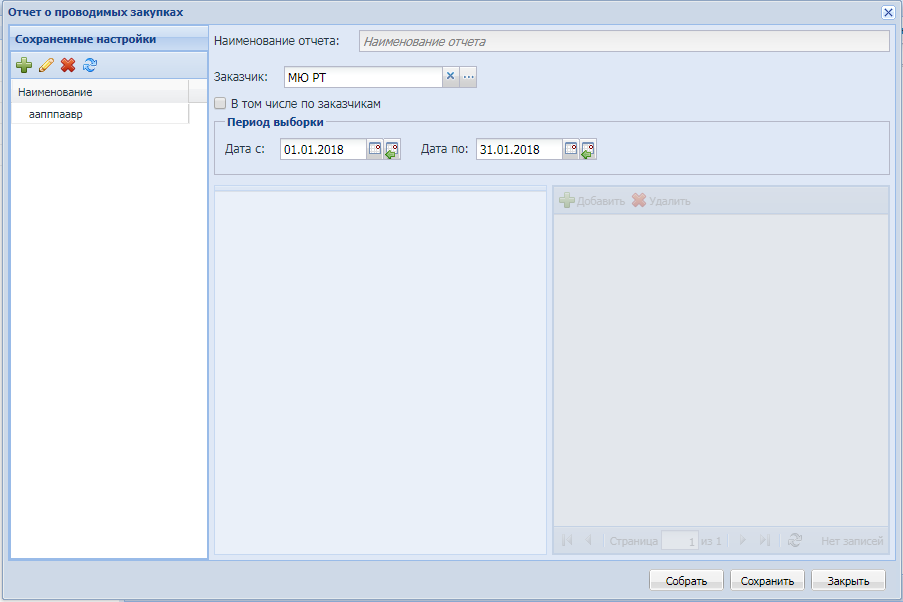 Отчет о проводимых закупках
Сохраненные настройки
Наименование
аапппаавр
Наименование отчета: Наименование отчета
Заказчик: МЮ РТ
В том числе по заказчикам
Период выборки
Дата с: 01.01.2018 Дата по: 31.01.2018
Добавить Удалить
Страница 1 из 1 Нет записей
Собрать Сохранить Закрыть